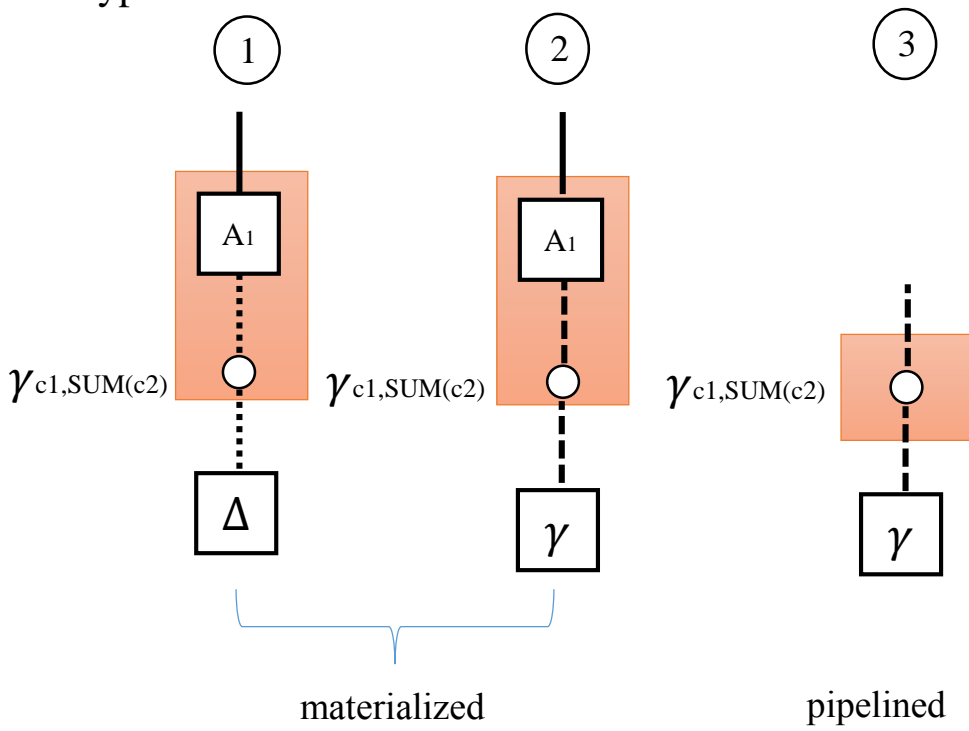 1 2 3
A1 A1
γc1,SUM(c2) γc1,SUM(c2) γc1,SUM(c2)
Δ γ γ
materialized pipelined